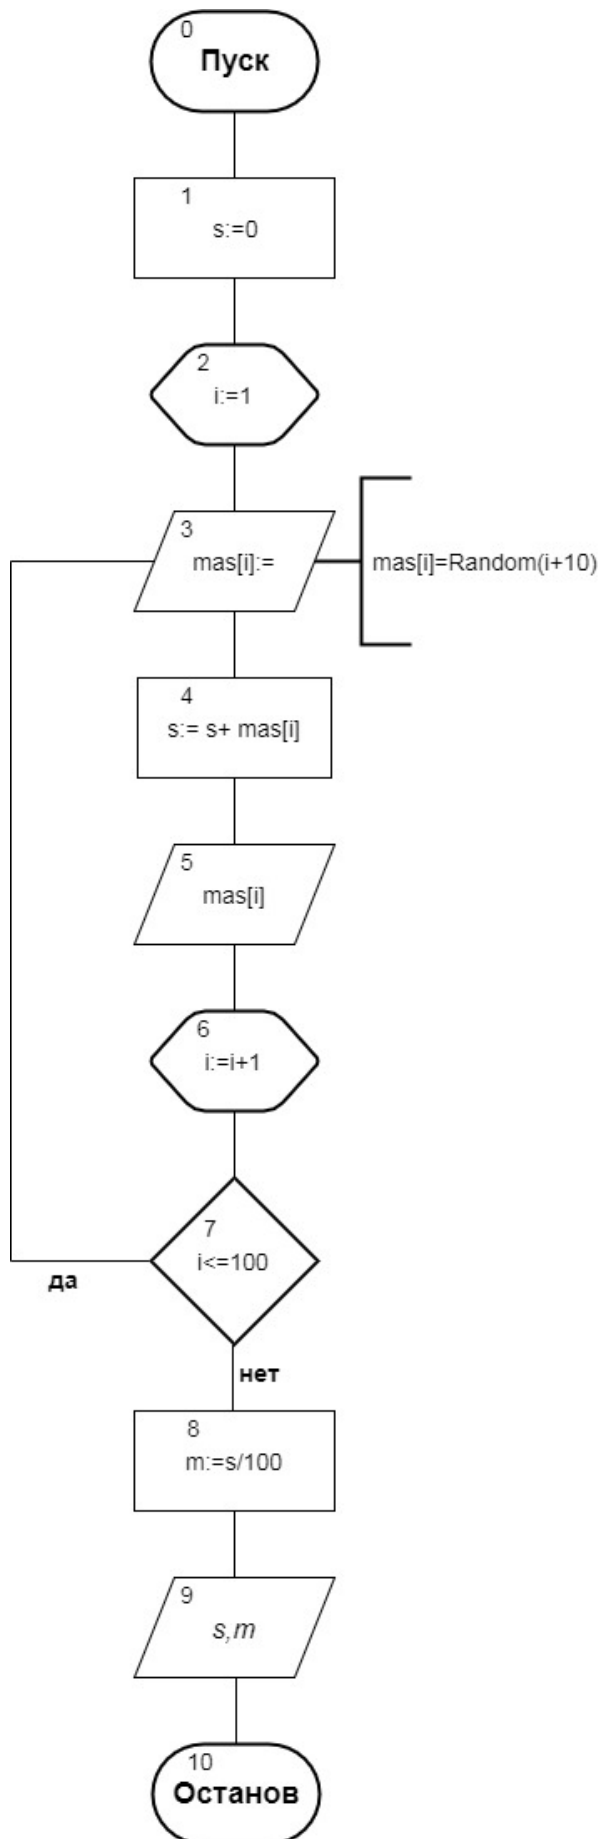 0
Пуск
1
s:=0
2
i:=1
3
mas[i]:=
mas[i]=Random(i+10)
4
s:= s+ mas[i]
5
mas[i]
6
i:=i+1
7
i<=100
да
нет
8
m:=s/100
9
s,m
10
Останов